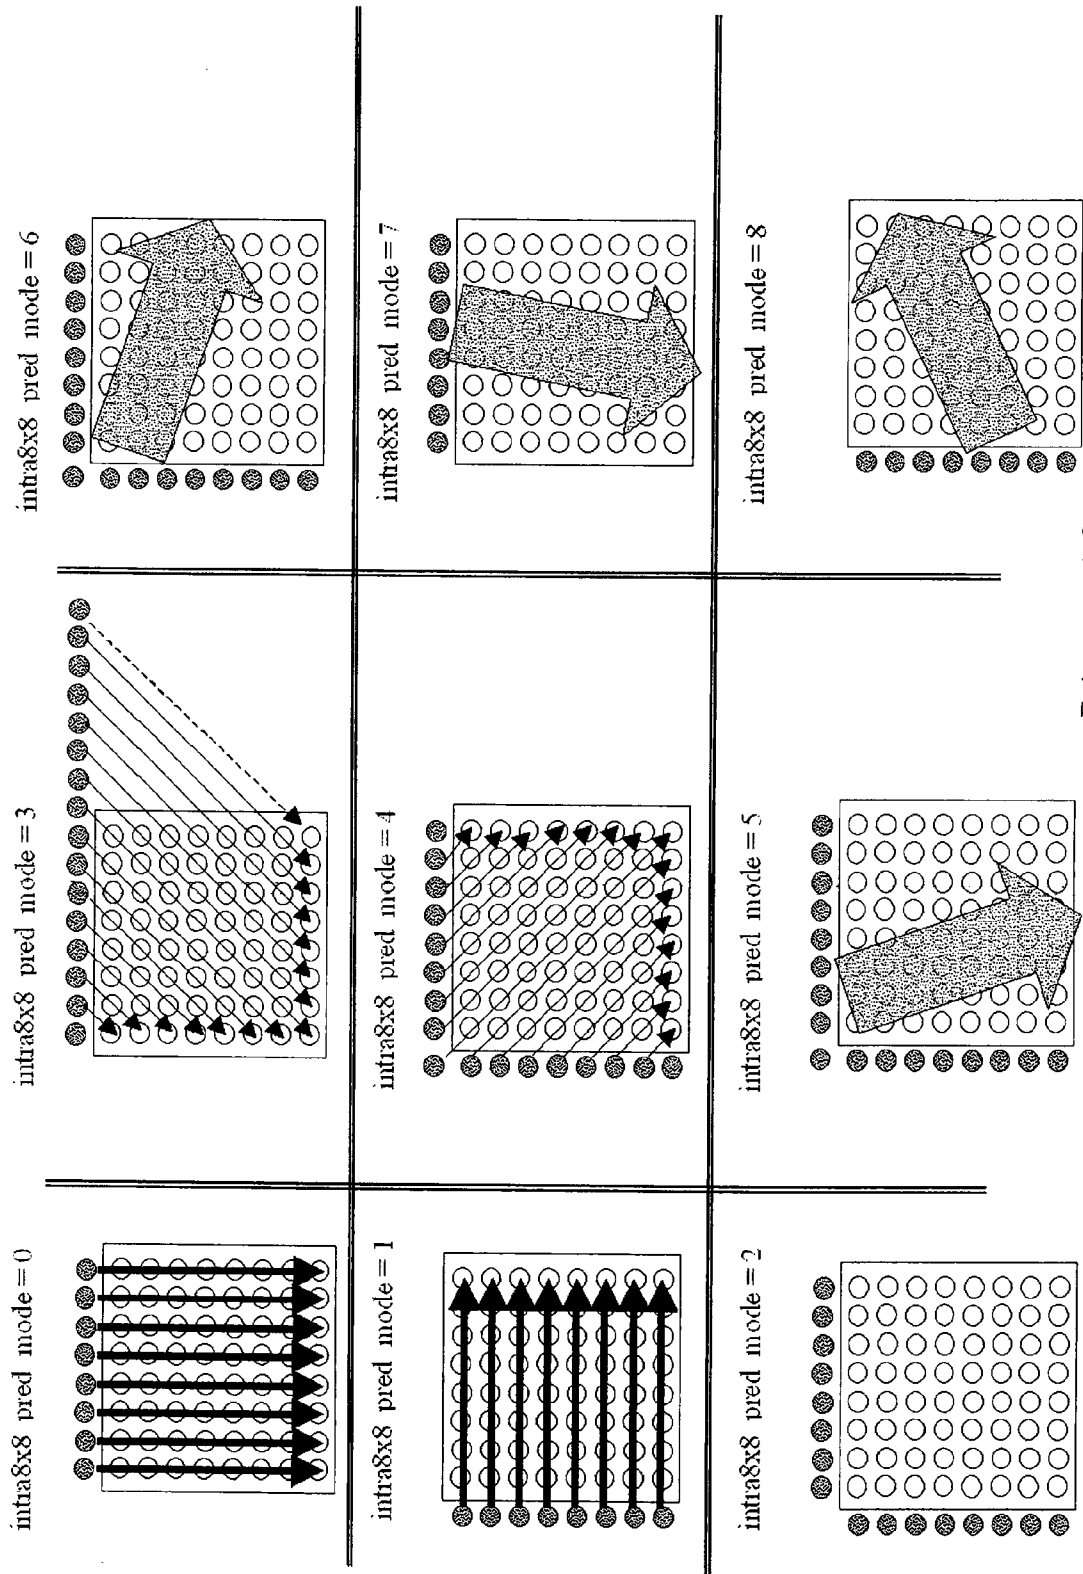 intra8x8 pred mode = 0
intra8x8 pred mode = 3
intra8x8 pred mode = 6
intra8x8 pred mode = 1
intra8x8 pred mode = 4
intra8x8 pred mode = 7
intra8x8 pred mode = 2
intra8x8 pred mode = 5
intra8x8 pred mode = 8